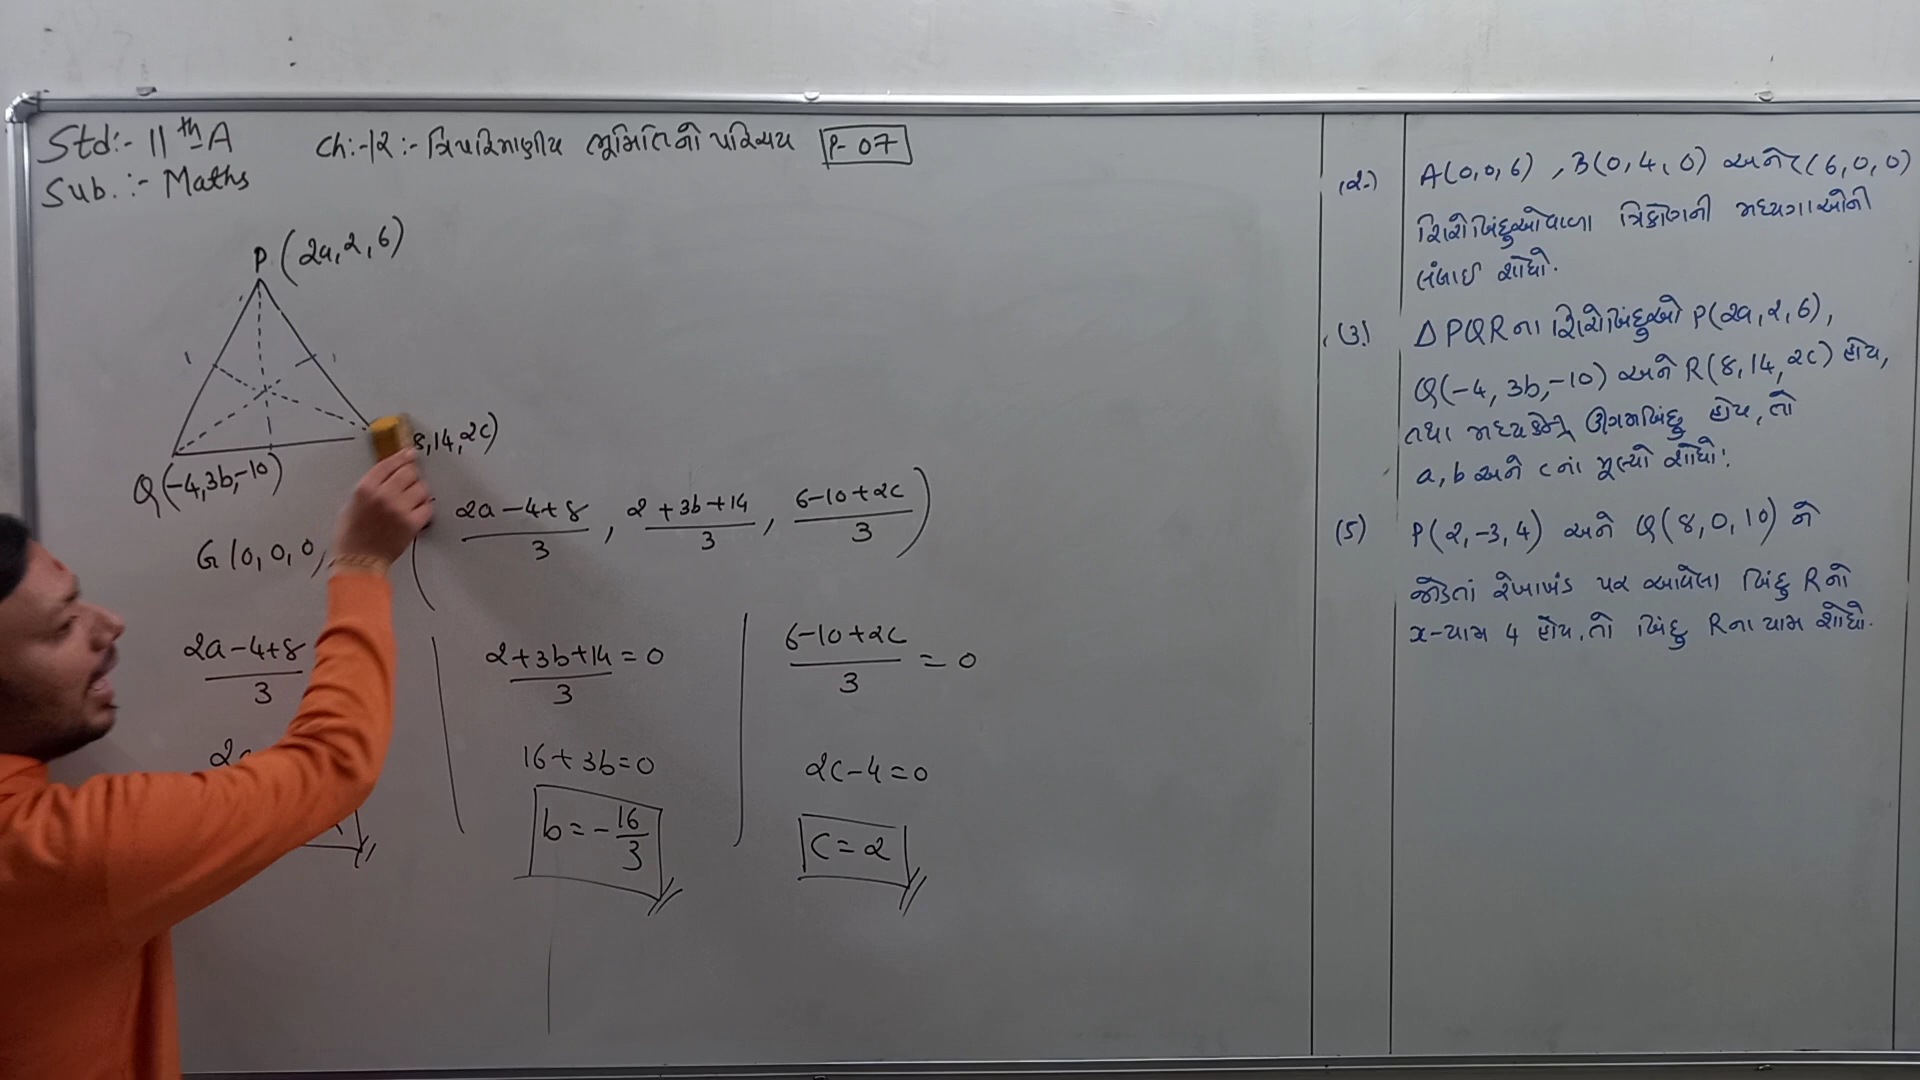 Std:- 11th A
Sub. :- Maths
Ch:-12:- ત્રિપરિમાણીય ભૂમિતિનો પરિચય P-07
P (2a, 2, 6)
8,14,2c)
Q(-4,3b,-10)
G(0,0,0), ( 2a-4+8/3 , 2+3b+14/3 , 6-10+2c/3 )
2a-4+8/3
2+3b+14/3 = 0
6-10+2c/3 = 0
16+3b=0
2c-4=0
b=-16/3
c=2
(2.) A(0,0,6), B(0,4,0) અને C(6,0,0)
શિરોબિંદુઓવાળા ત્રિકોણની મધ્યગાઓની
લંબાઈ શોધો.
(3) Δ PQR ના શિરોબિંદુઓ P(2a,2,6),
Q(-4, 3b,-10) અને R(8,14,2c) હોય,
તથા મધ્યકેન્દ્ર ઊગમબિંદુ હોય, તો
a, b અને c નાં મૂલ્યો શોધો.
(5) P(2,-3,4) અને Q(8,0,10) ને
જોડતાં રેખાખંડ પર આવેલા બિંદુ R નો
x-યામ 4 હોય, તો બિંદુ R ના યામ શોધો.